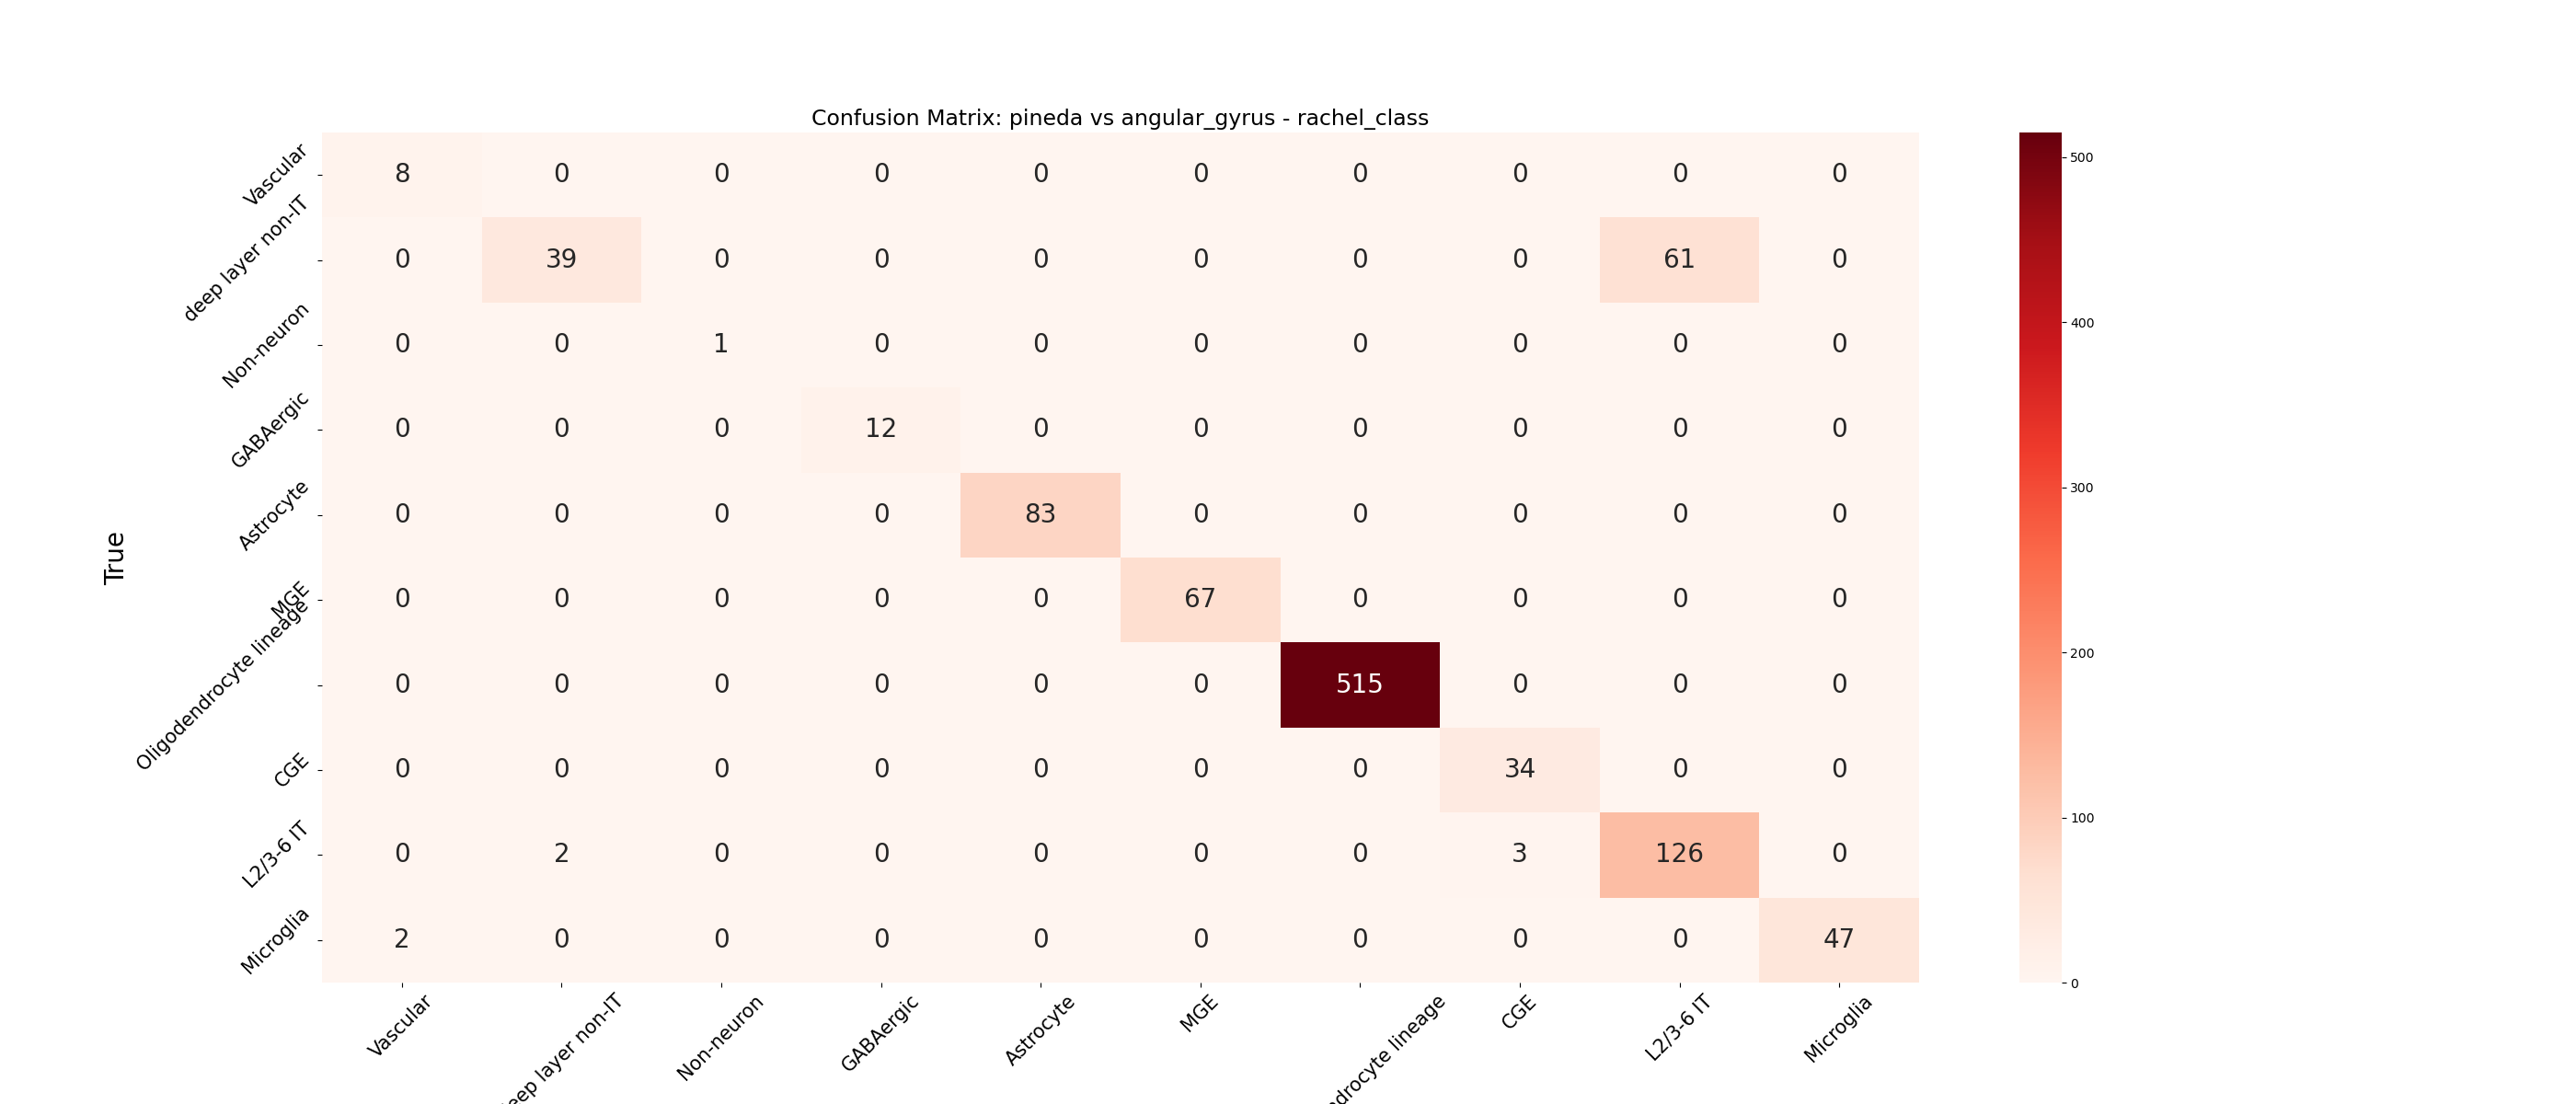 Confusion Matrix: pineda vs angular_gyrus - rachel_class
True
Vascular 8 0 0 0 0 0 0 0 0 0
deep layer non-IT 0 39 0 0 0 0 0 0 61 0
Non-neuron 0 0 1 0 0 0 0 0 0 0
GABAergic 0 0 0 12 0 0 0 0 0 0
Astrocyte 0 0 0 0 83 0 0 0 0 0
MGE 0 0 0 0 0 67 0 0 0 0
Oligodendrocyte lineage 0 0 0 0 0 0 515 0 0 0
CGE 0 0 0 0 0 0 0 34 0 0
L2/3-6 IT 0 2 0 0 0 0 0 3 126 0
Microglia 2 0 0 0 0 0 0 0 0 47
Vascular layer non-IT Non-neuron GABAergic Astrocyte MGE lineage CGE L2/3-6 IT Microglia
500
400
300
200
100
0